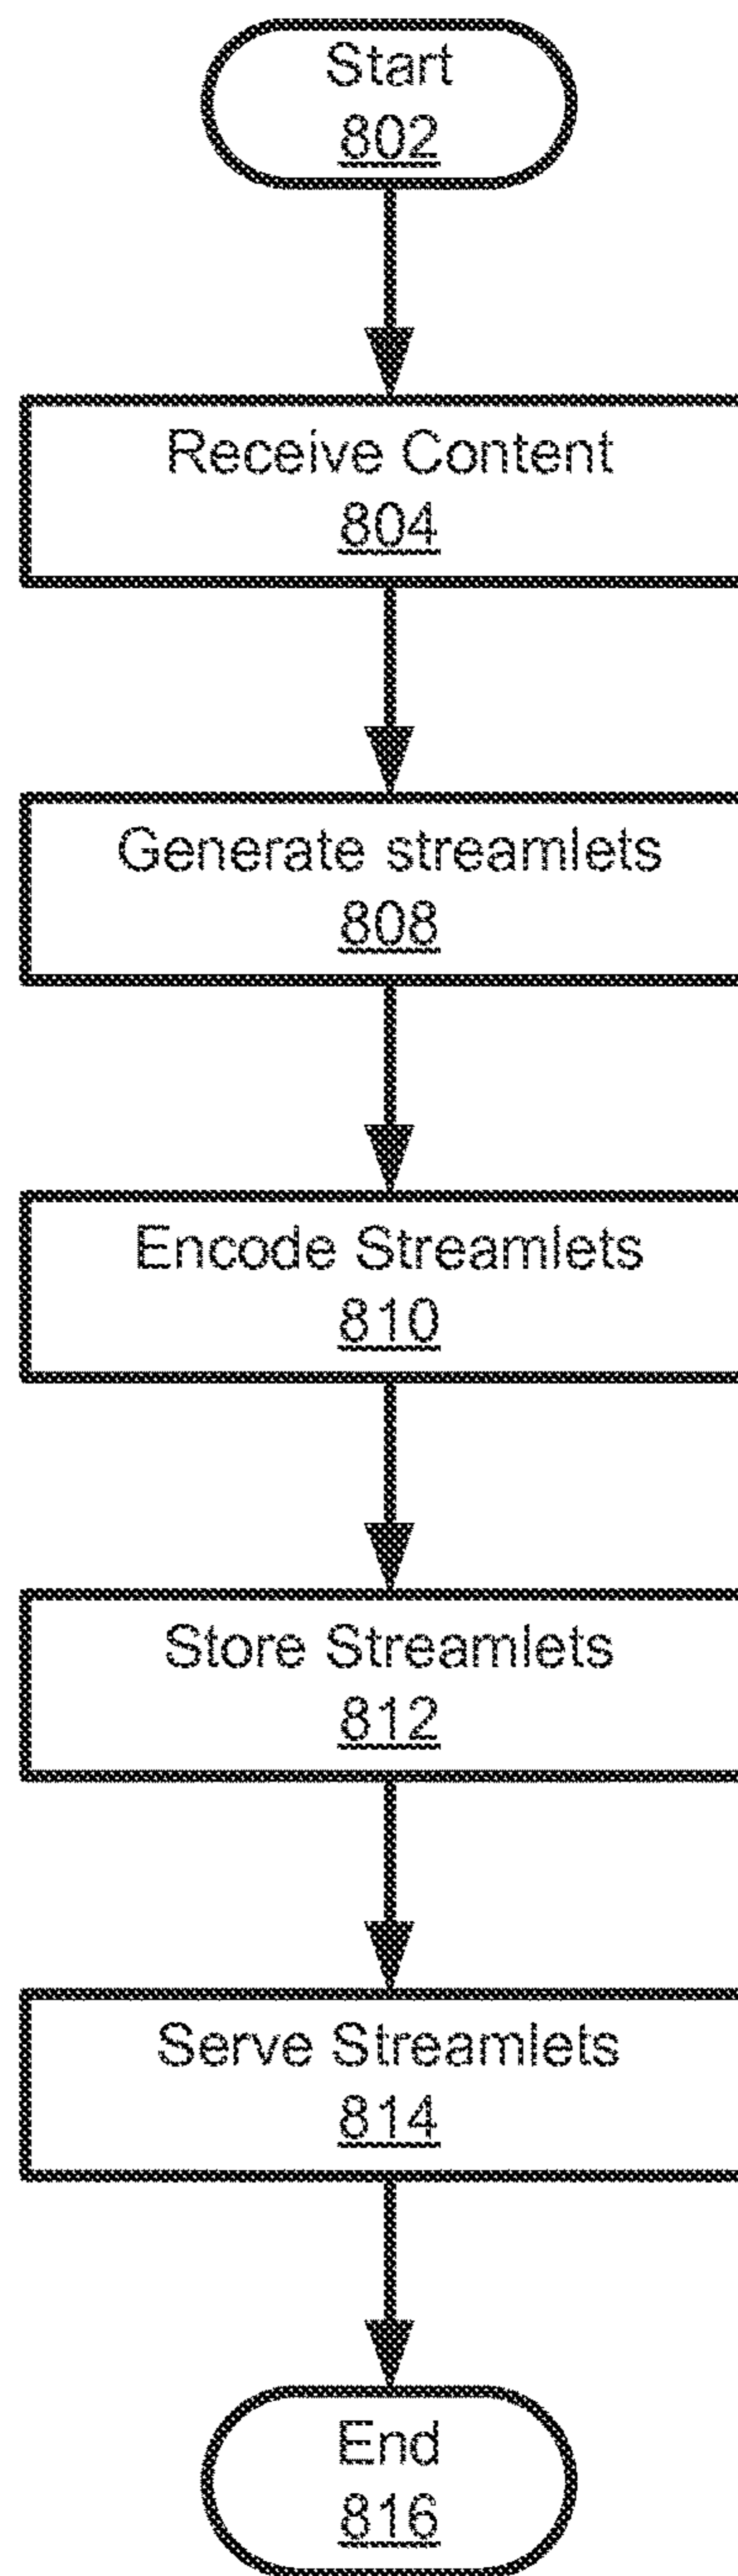 Start
802
Receive Content
804
Generate streamlets
808
Encode Streamlets
810
Store Streamlets
812
Serve Streamlets
814
End
816